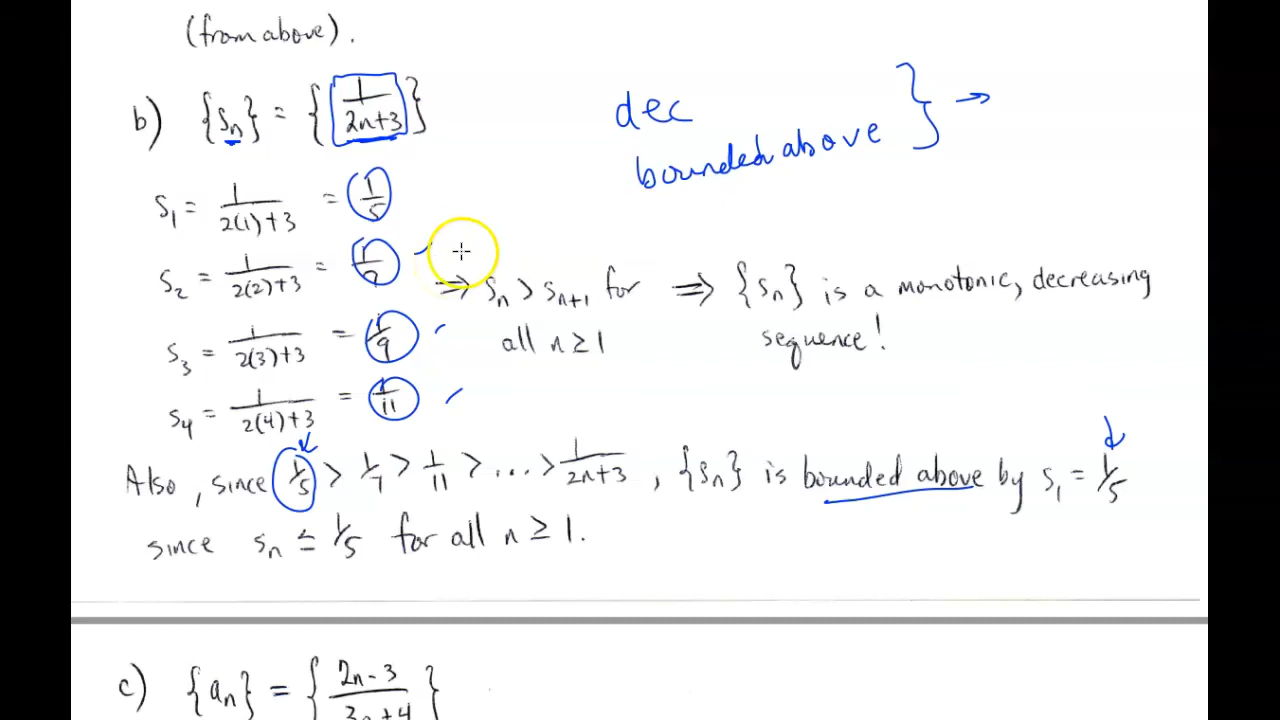 (from above).
b) {sₙ} = { 1/(2n+3) }
dec
bounded above } →
S₁ = 1/(2(1)+3) = 1/5
S₂ = 1/(2(2)+3) = 1/7
⇒ Sₙ > Sₙ₊₁ for all n ≥ 1
⇒ {Sₙ} is a monotonic, decreasing
sequence!
S₃ = 1/(2(3)+3) = 1/9
S₄ = 1/(2(4)+3) = 1/11
Also, since 1/5 > 1/7 > 1/11 > ... > 1/(2n+3), {Sₙ} is bounded above by S₁ = 1/5
since Sₙ ≤ 1/5 for all n ≥ 1.
c) {aₙ} = { (2n-3)/(3n+4) }